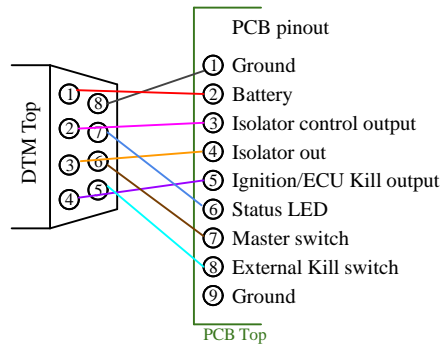 PCB pinout
① Ground
② Battery
③ Isolator control output
④ Isolator out
⑤ Ignition/ECU Kill output
⑥ Status LED
⑦ Master switch
⑧ External Kill switch
⑨ Ground
PCB Top
DTM Top
① ⑧
② ⑦
③ ⑥
④ ⑤